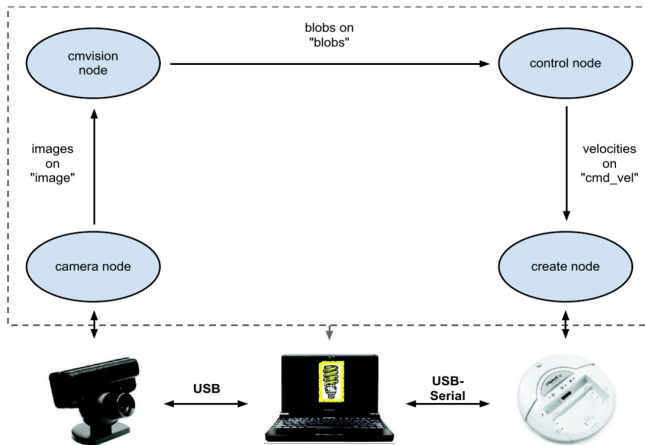 blobs on
"blobs"
cmvision
node
control node
images
on
"image"
velocities
on
"cmd_vel"
camera node
create node
USB
USB-
Serial